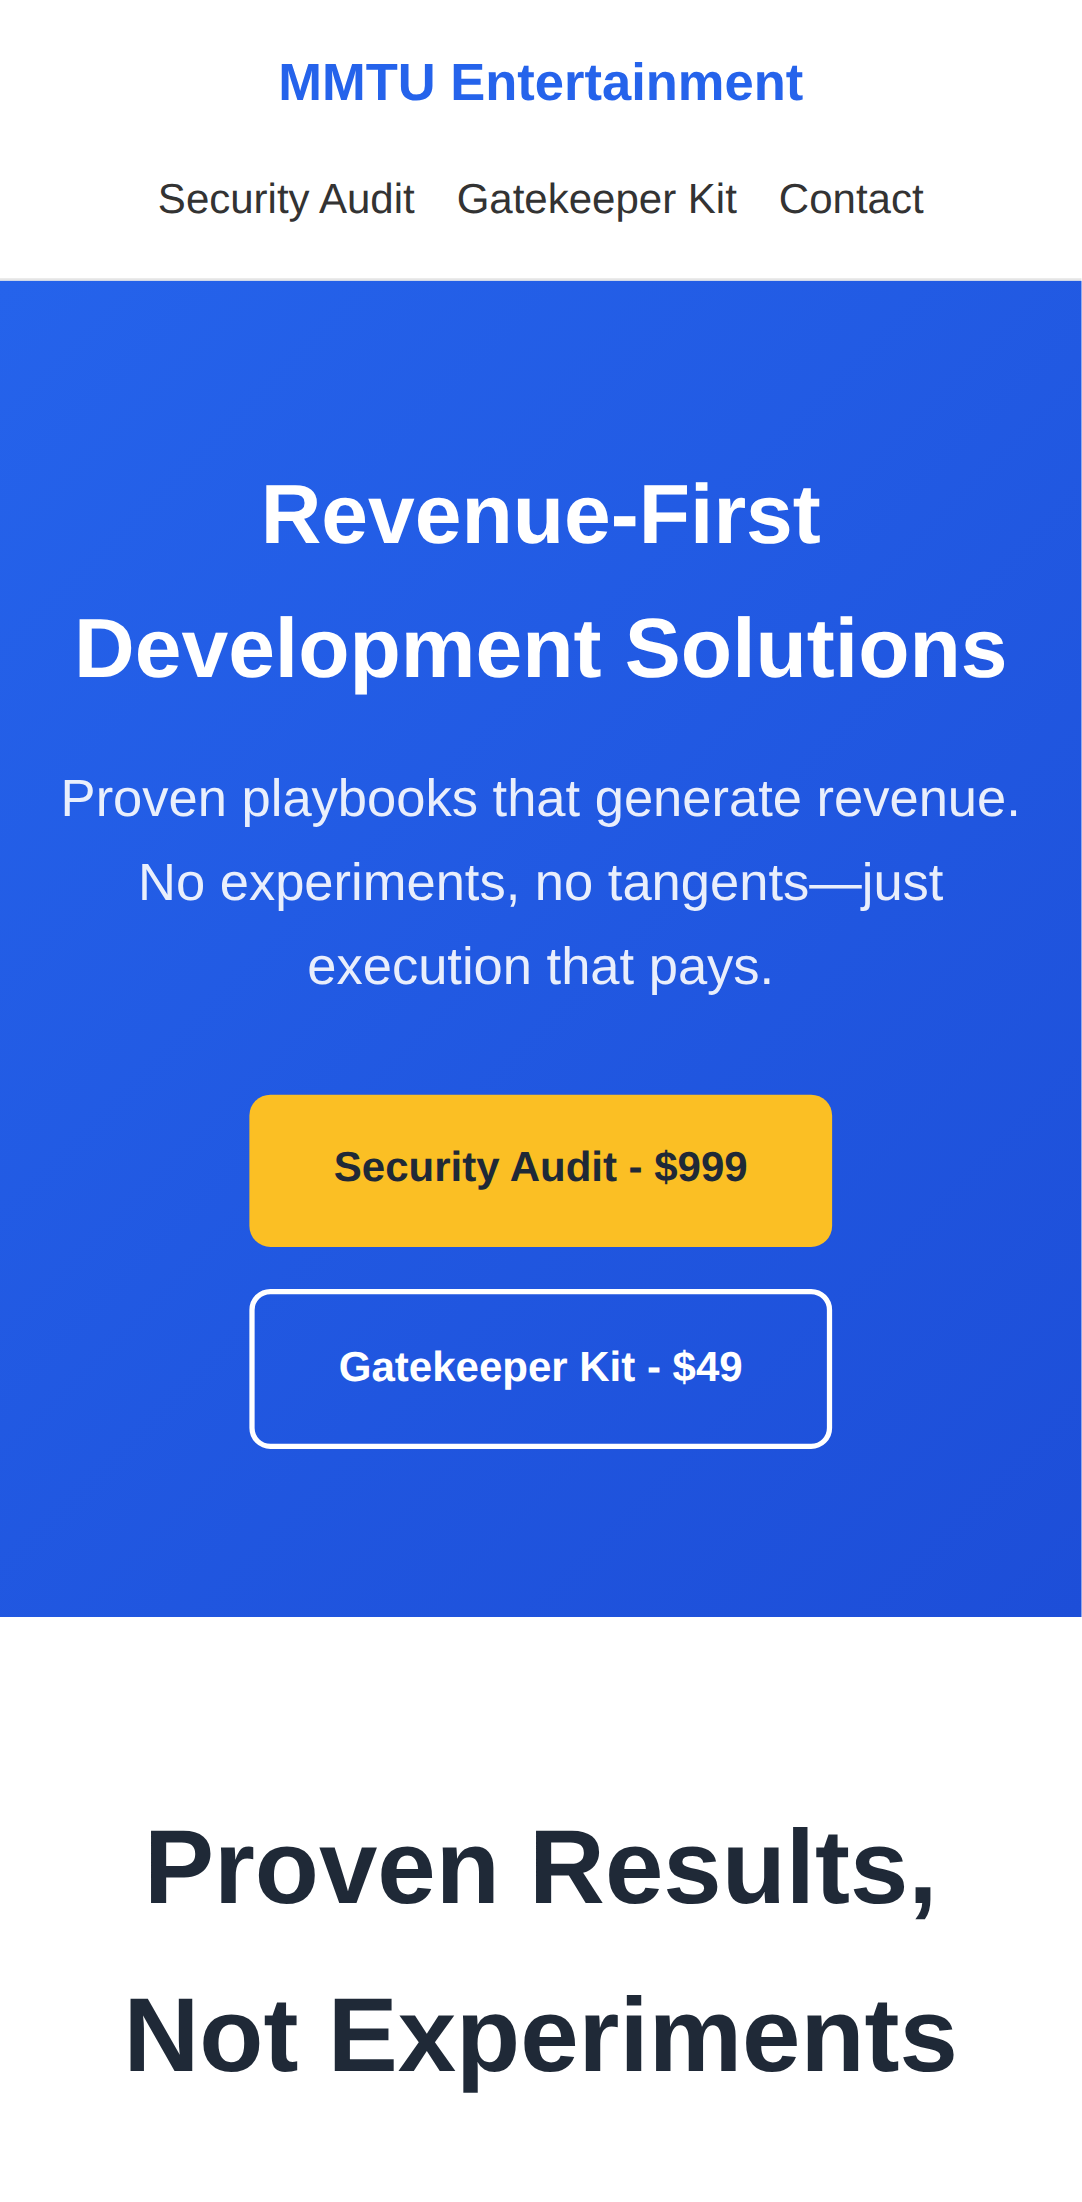 MMTU Entertainment
Security Audit Gatekeeper Kit Contact
Revenue-First
Development Solutions
Proven playbooks that generate revenue.
No experiments, no tangents—just
execution that pays.
Security Audit - $999
Gatekeeper Kit - $49
Proven Results,
Not Experiments